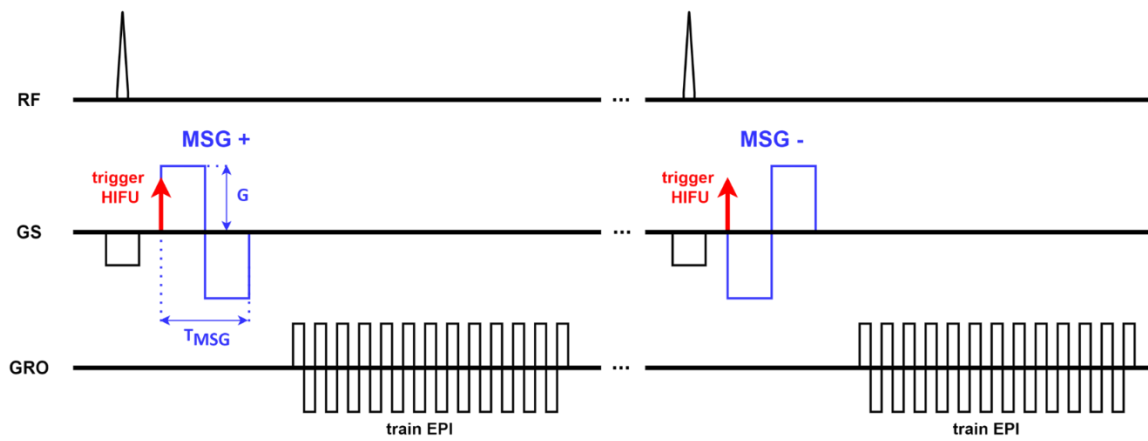 RF
...
MSG +
MSG -
trigger
HIFU
G
trigger
HIFU
GS
...
TMSG
GRO
...
train EPI
train EPI